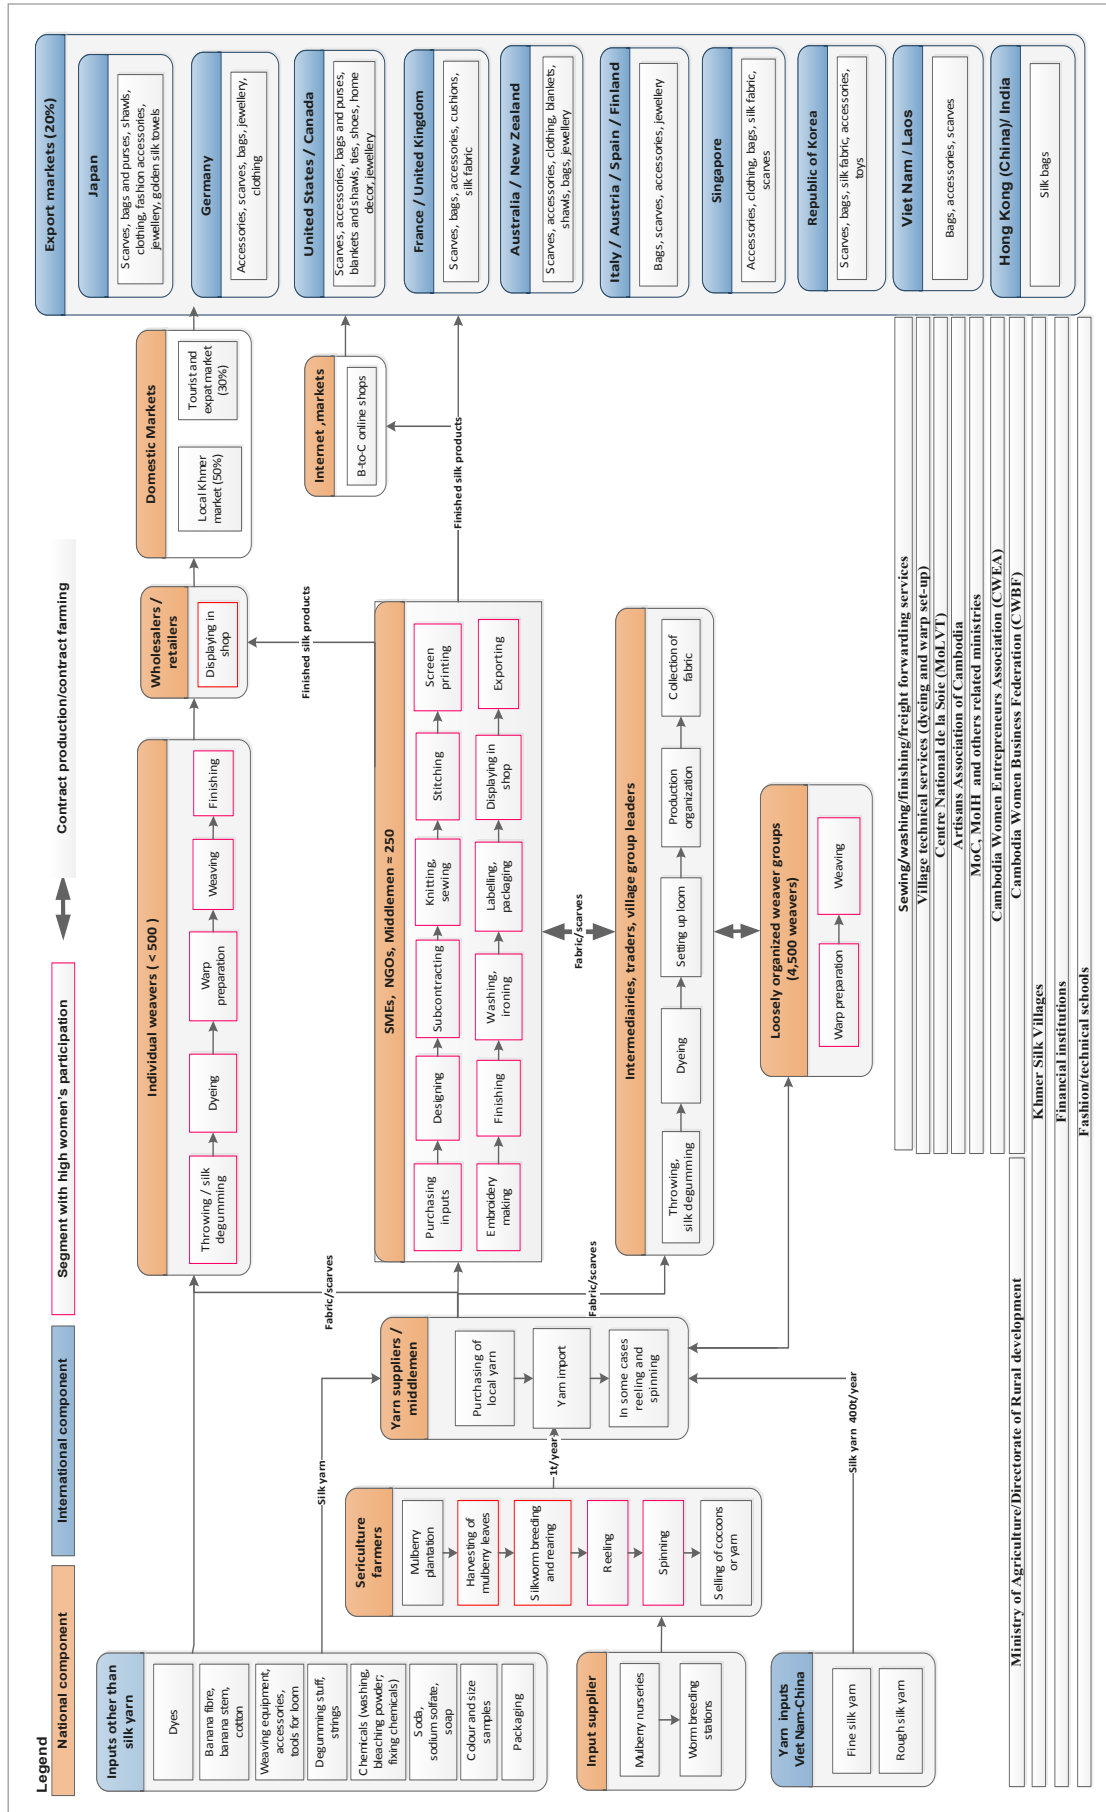 Legend
National component
International component
Segment with high women's participation
Contract production/contract farming
Inputs other than
silk yarn
Dyes
Banana fibre,
banana stem,
cotton
Weaving equipment,
accessories,
tools for loom
Degumming stuff,
strings
Chemicals (washing,
bleaching powder;
fixing chemicals)
Soda,
sodium solfate,
soap
Colour and size
samples
Packaging
Input supplier
Mulberry nurseries
Worm breeding
stations
Yarn inputs
Viet Nam-China
Fine silk yarn
Rough silk yarn
Silk yarn
Sericulture
farmers
Mulberry
plantation
Harvesting of
mulberry leaves
Silkworm breeding
and rearing
Reeling
Spinning
Selling of cocoons
or yarn
1t/year
Silk yarn 400t/year
Yarn suppliers /
middlemen
Purchasing of
local yarn
Yarn import
In some cases
reeling and
spinning
Fabric/scarves
Fabric/scarves
Individual weavers ( < 500 )
Throwing / silk
degumming
Dyeing
Warp
preparation
Weaving
Finishing
SMEs, NGOs, Middlemen ≈ 250
Purchasing
inputs
Designing
Subcontracting
Knitting,
sewing
Stitching
Screen
printing
Embroidery
making
Finishing
Washing,
ironing
Labelling,
packaging
Displaying in
shop
Exporting
Fabric/scarves
Intermediairies, traders, village group leaders
Throwing,
silk degumming
Dyeing
Setting up loom
Production
organization
Collection of
fabric
Loosely organized weaver groups
(4,500 weavers)
Warp preparation
Weaving
Finished silk products
Wholesalers /
retailers
Displaying in
shop
Domestic Markets
Local Khmer
market (50%)
Tourist and
expat market
(30%)
Internet ,markets
B-to-C online shops
Finished silk products
Export markets (20%)
Japan
Scarves, bags and purses, shawls,
clothing, fashion accessories,
jewellery, golden silk towels
Germany
Accessories, scarves, bags, jewellery,
clothing
United States / Canada
Scarves, accessories, bags and purses,
blankets and shawls, ties, shoes, home
decor, jewellery
France / United Kingdom
Scarves, bags, accessories, cushions,
silk fabric
Australia / New Zealand
Scarves, accessories, clothing, blankets,
shawls, bags, jewellery
Italy / Austria / Spain / Finland
Bags, scarves, accessories, jewellery
Singapore
Accessories, clothing, bags, silk fabric,
scarves
Republic of Korea
Scarves, bags, silk fabric, accessories,
toys
Viet Nam / Laos
Bags, accessories, scarves
Hong Kong (China)/ India
Silk bags
Sewing/washing/finishing/freight forwarding services
Village technical services (dyeing and warp set-up)
Centre National de la Soie (MoLVT)
Artisans Association of Cambodia
MoC, MoIH and others related ministries
Cambodia Women Entrepreneurs Association (CWEA)
Ministry of Agriculture/Directorate of Rural development
Cambodia Women Business Federation (CWBF)
Khmer Silk Villages
Financial institutions
Fashion/technical schools